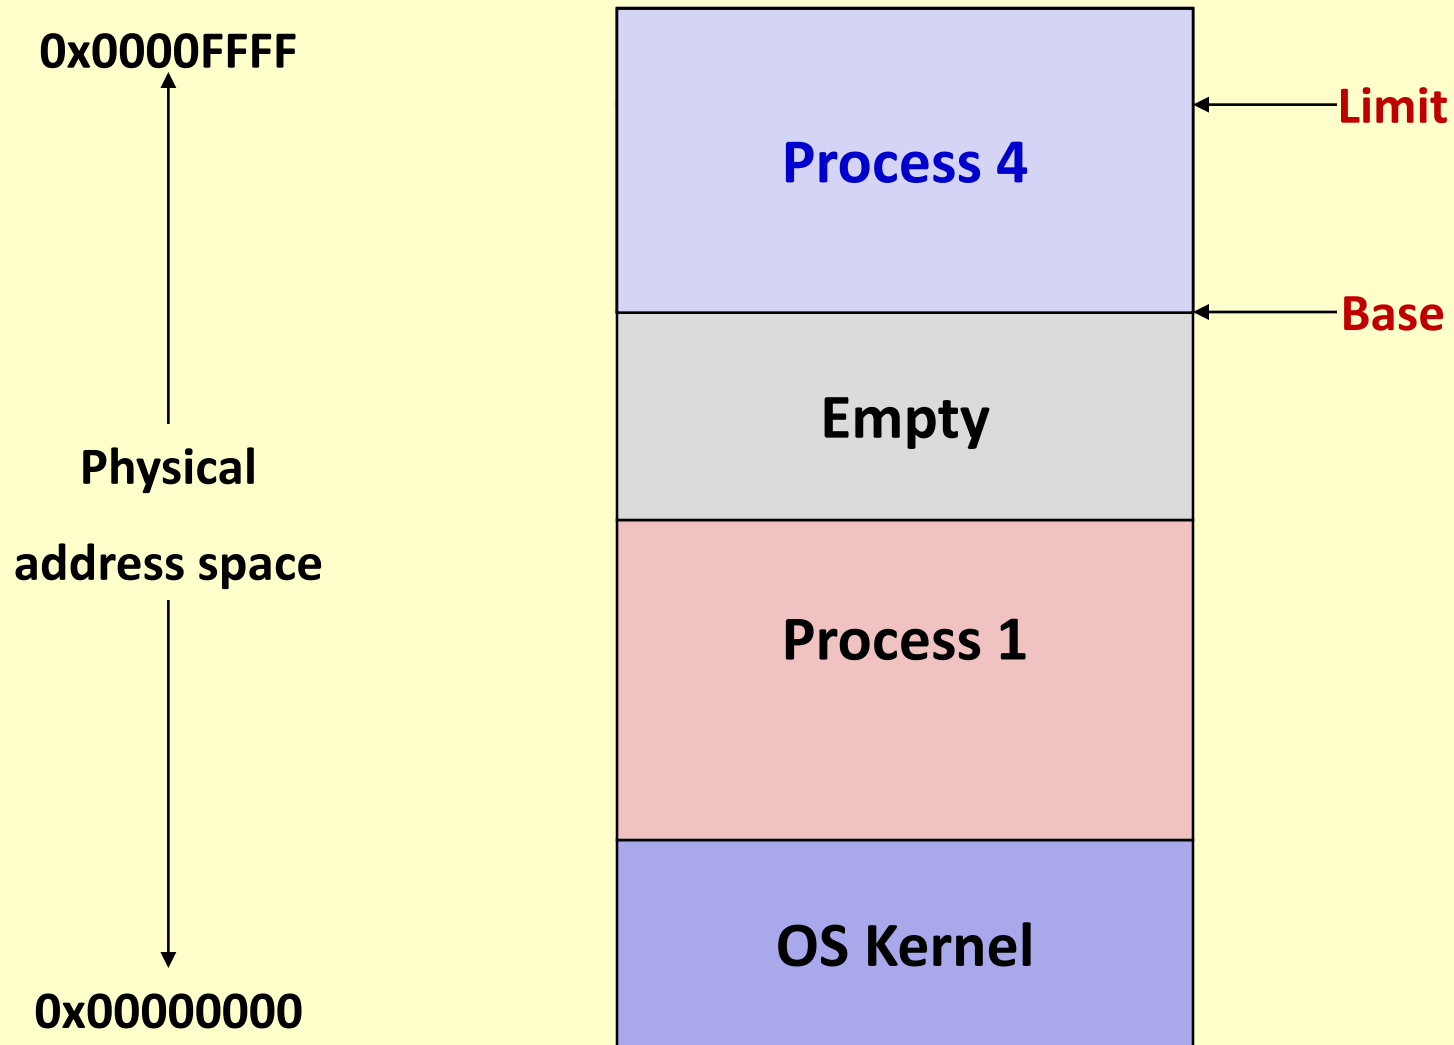 0x0000FFFF
Limit
Process 4
Base
Empty
Physical
address space
Process 1
OS Kernel
0x00000000